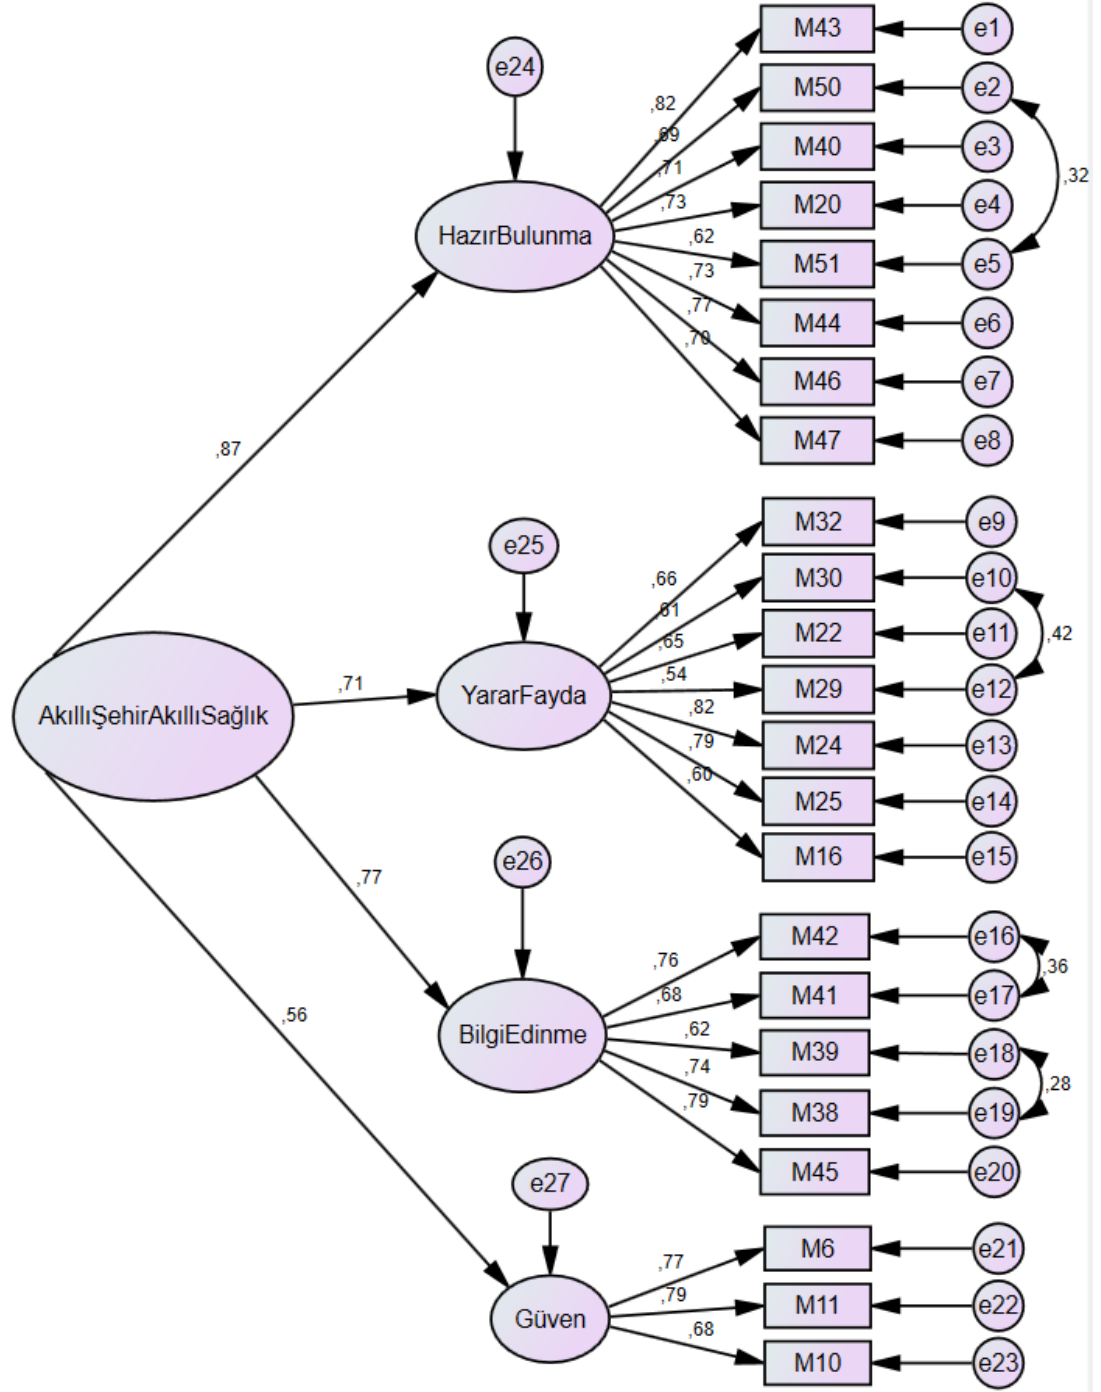 M43
e1
e24
M50
e2
,82
,69
M40
e3
,71
,32
,73
M20
e4
HazırBulunma
,62
M51
e5
,73
,77
M44
e6
,70
M46
e7
M47
e8
,87
M32
e9
e25
,66
M30
e10
,61
,65
M22
e11
,42
,54
,71
YararFayda
M29
e12
,82
AkıllıŞehirAkıllıSağlık
,79
M24
e13
,60
M25
e14
M16
e15
e26
,77
M42
e16
,76
,36
,68
M41
e17
,56
BilgiEdinme
,62
M39
e18
,74
,28
,79
M38
e19
M45
e20
e27
M6
e21
,77
,79
M11
e22
Güven
,68
M10
e23